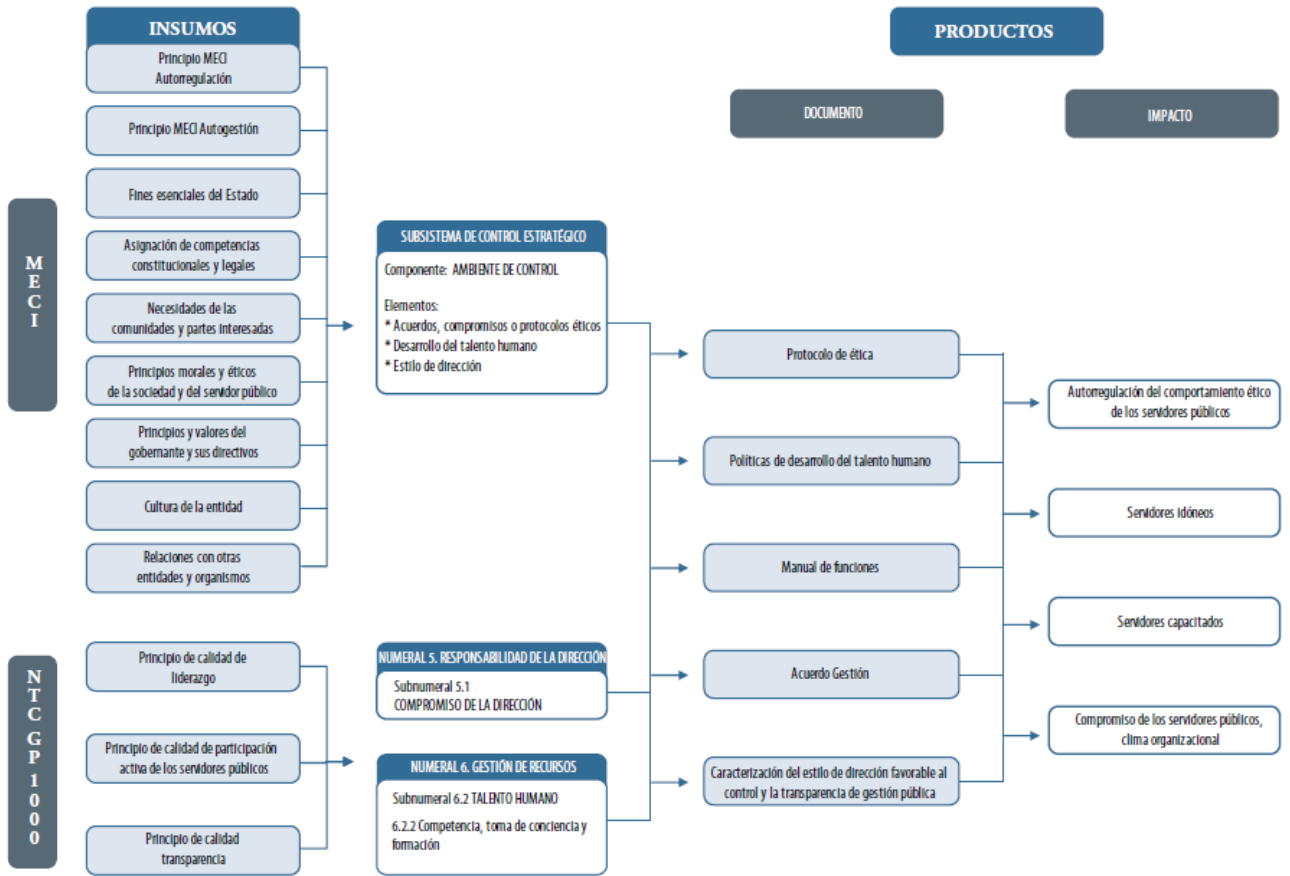 INSUMOS
Principio MECI
Autorregulación
Principio MECI Autogestión
Fines esenciales del Estado
Asignación de competencias
constitucionales y legales
Necesidades de las
comunidades y partes interesadas
Principios morales y éticos
de la sociedad y del servidor público
Principios y valores del
gobernante y sus directivos
Cultura de la entidad
Relaciones con otras
entidades y organismos
MECI
Principio de calidad de
liderazgo
Principio de calidad de participación
activa de los servidores públicos
Principio de calidad
transparencia
NTC GP 1000
SUBSISTEMA DE CONTROL ESTRATÉGICO
Componente: AMBIENTE DE CONTROL
Elementos:
* Acuerdos, compromisos o protocolos éticos
* Desarrollo del talento humano
* Estilo de dirección
NUMERAL 5. RESPONSABILIDAD DE LA DIRECCIÓN
Subnumeral 5.1
COMPROMISO DE LA DIRECCIÓN
NUMERAL 6. GESTIÓN DE RECURSOS
Subnumeral 6.2 TALENTO HUMANO
6.2.2 Competencia, toma de conciencia y
formación
PRODUCTOS
DOCUMENTO
Protocolo de ética
Políticas de desarrollo del talento humano
Manual de funciones
Acuerdo Gestión
Caracterización del estilo de dirección favorable al
control y la transparencia de gestión pública
IMPACTO
Autorregulación del comportamiento ético
de los servidores públicos
Servidores idóneos
Servidores capacitados
Compromiso de los servidores públicos,
clima organizacional